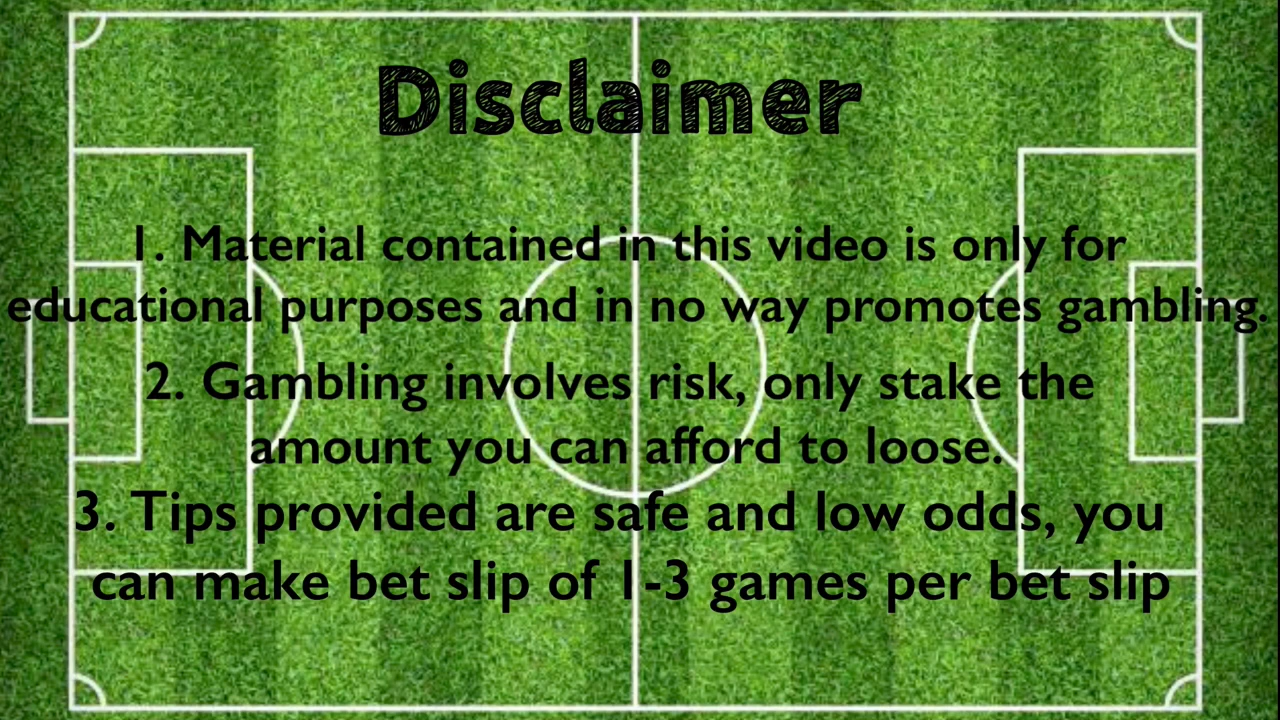 Disclaimer
1. Material contained in this video is only for
educational purposes and in no way promotes gambling.
2. Gambling involves risk, only stake the
amount you can afford to loose.
3. Tips provided are safe and low odds, you
can make bet slip of 1-3 games per bet slip